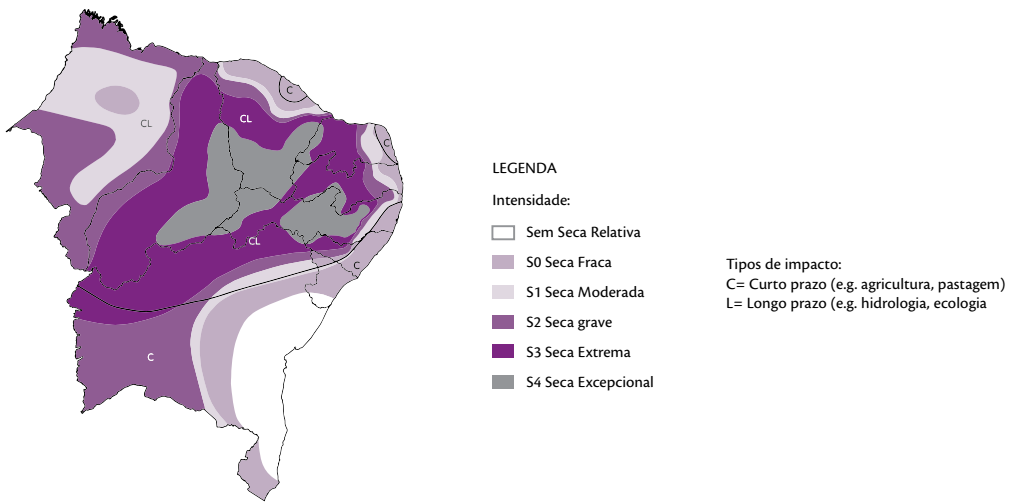 C
CL
CL
C
CL
C
C
LEGENDA
Intensidade:
Sem Seca Relativa
S0 Seca Fraca
S1 Seca Moderada
S2 Seca grave
S3 Seca Extrema
S4 Seca Excepcional
Tipos de impacto:
C= Curto prazo (e.g. agricultura, pastagem)
L= Longo prazo (e.g. hidrologia, ecologia